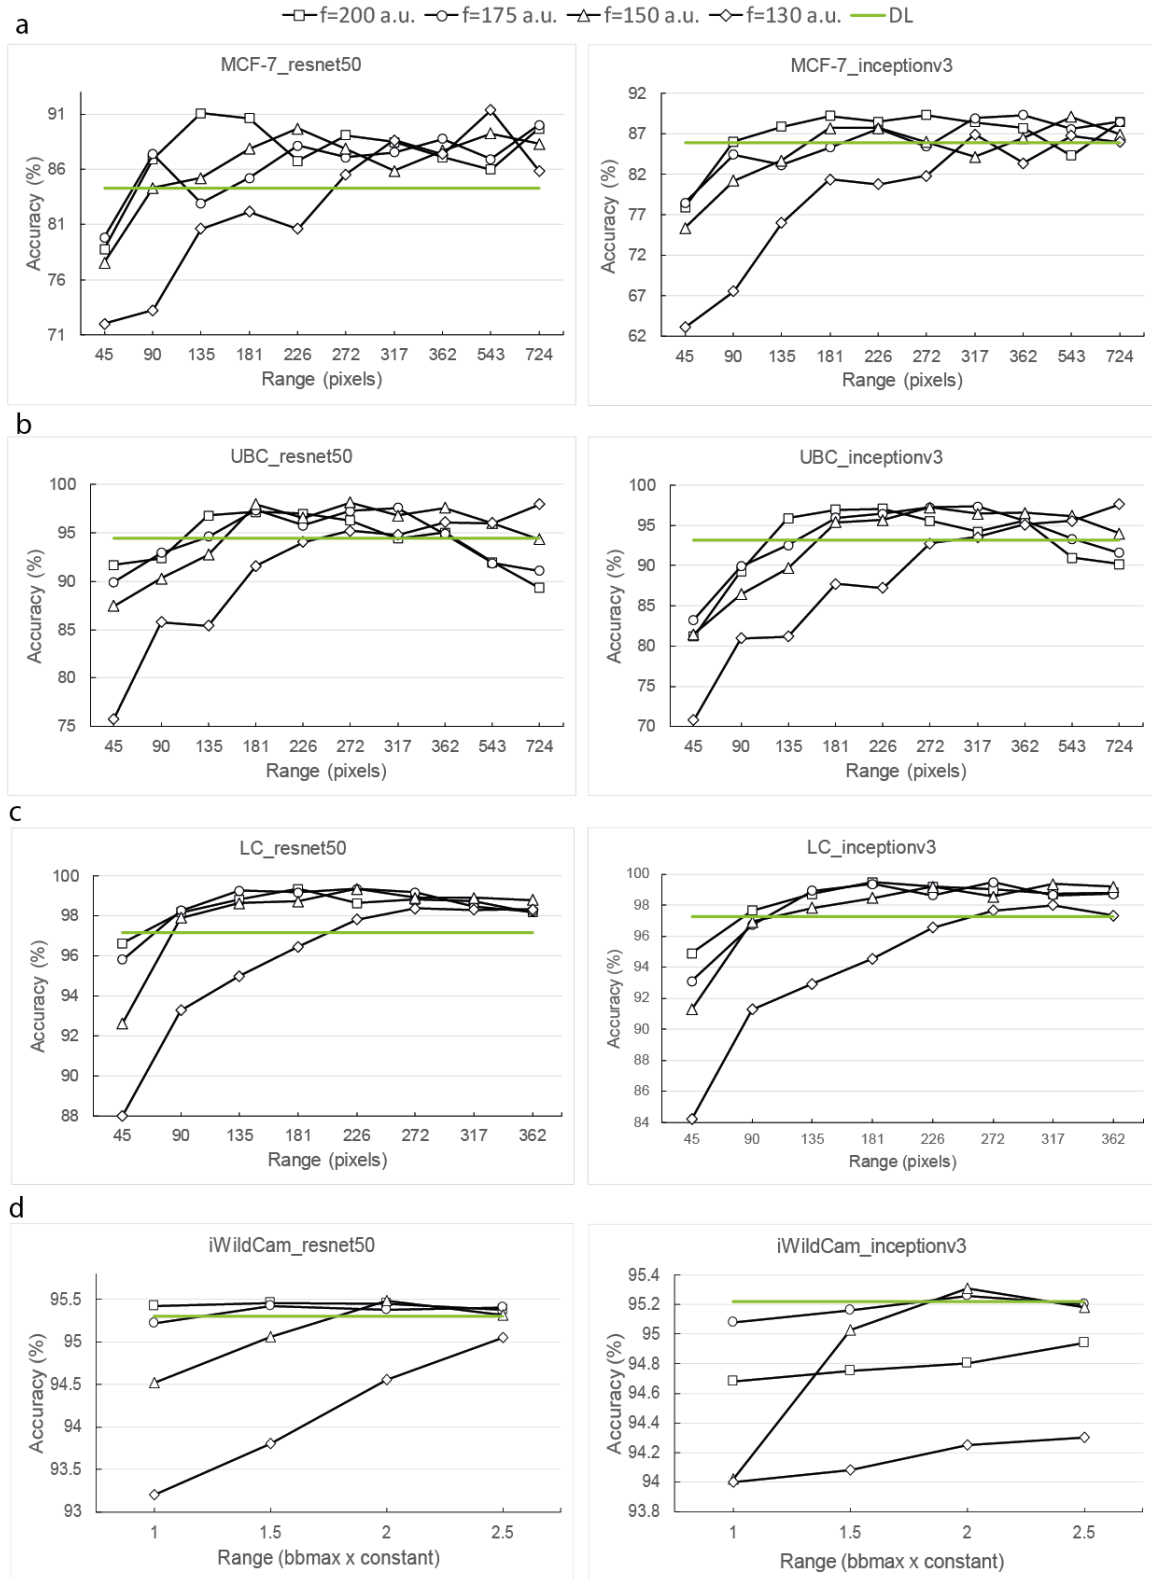 a
f=200 a.u. f=175 a.u. f=150 a.u. f=130 a.u. DL
MCF-7_resnet50
91
86
81
76
71
Accuracy (%)
45 90 135 181 226 272 317 362 543 724
Range (pixels)
MCF-7_inceptionv3
92
87
82
77
72
67
62
Accuracy (%)
45 90 135 181 226 272 317 362 543 724
Range (pixels)
b
UBC_resnet50
100
95
90
85
80
75
Accuracy (%)
45 90 135 181 226 272 317 362 543 724
Range (pixels)
UBC_inceptionv3
100
95
90
85
80
75
70
Accuracy (%)
45 90 135 181 226 272 317 362 543 724
Range (pixels)
c
LC_resnet50
100
98
96
94
92
90
88
Accuracy (%)
45 90 135 181 226 272 317 362
Range (pixels)
LC_inceptionv3
100
98
96
94
92
90
88
86
84
Accuracy (%)
45 90 135 181 226 272 317 362
Range (pixels)
d
iWildCam_resnet50
95.5
95
94.5
94
93.5
93
Accuracy (%)
1 1.5 2 2.5
Range (bbmax x constant)
iWildCam_inceptionv3
95.4
95.2
95
94.8
94.6
94.4
94.2
94
93.8
Accuracy (%)
1 1.5 2 2.5
Range (bbmax x constant)